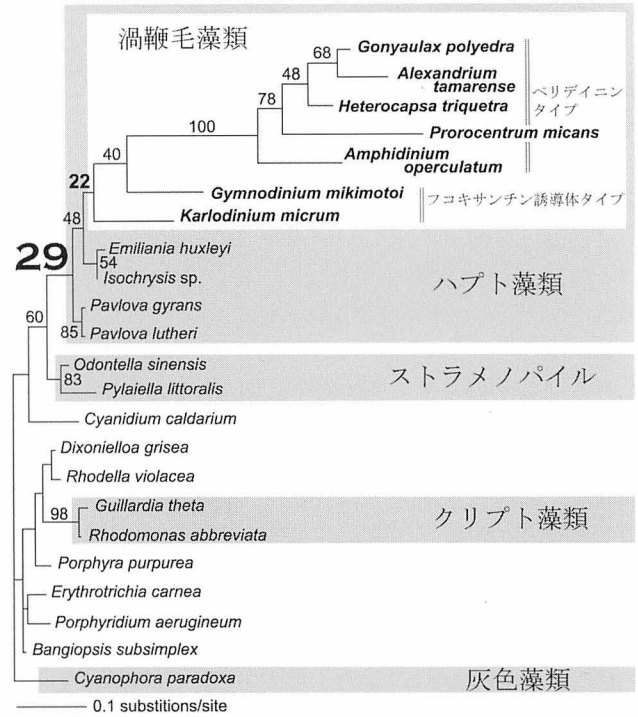 渦鞭毛藻類
68
Gonyaulax polyedra
48
Alexandrium
tamarense
ペリディニン
タイプ
78
Heterocapsa triquetra
100
Prorocentrum micans
40
Amphidinium
operculatum
22
Gymnodinium mikimotoi
フコキサンチン誘導体タイプ
48
Karlodinium micrum
29
Emiliania huxleyi
54
Isochrysis sp.
ハプト藻類
Pavlova gyrans
60
85
Pavlova lutheri
Odontella sinensis
83
ストラメノパイル
Pylaiella littoralis
Cyanidium caldarium
Dixonielloa grisea
Rhodella violacea
98
Guillardia theta
クリプト藻類
Rhodomonas abbreviata
Porphyra purpurea
Erythrotrichia carnea
Porphyridium aerugineum
Bangiopsis subsimplex
Cyanophora paradoxa
灰色藻類
0.1 substitions/site